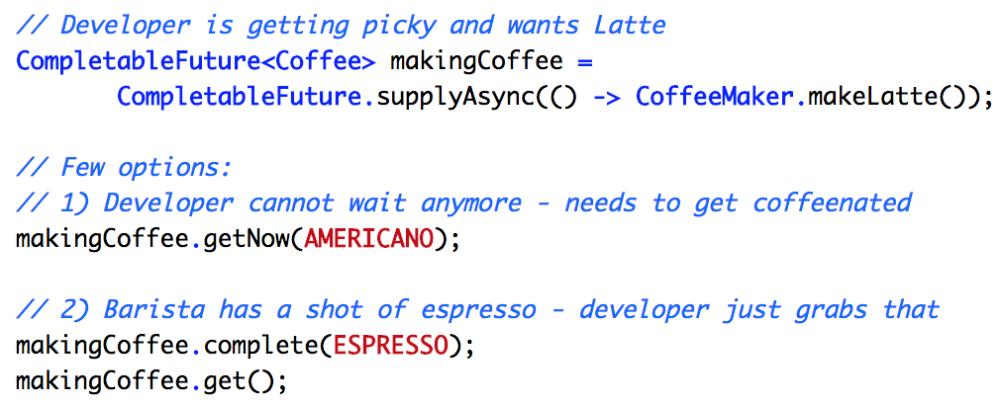 // Developer is getting picky and wants Latte
CompletableFuture<Coffee> makingCoffee =
CompletableFuture.supplyAsync(() -> CoffeeMaker.makeLatte());
// Few options:
// 1) Developer cannot wait anymore - needs to get coffeenated
makingCoffee.getNow(AMERICANO);
// 2) Barista has a shot of espresso - developer just grabs that
makingCoffee.complete(ESPRESSO);
makingCoffee.get();